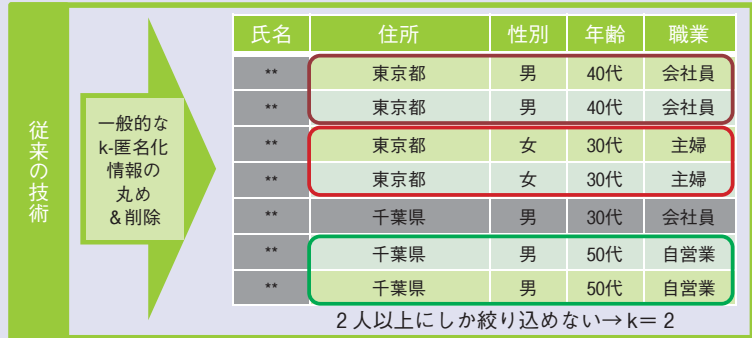 従来の技術
一般的な
k-匿名化
情報の
丸め
&削除
氏名 住所 性別 年齢 職業
** 東京都 男 40代 会社員
** 東京都 男 40代 会社員
** 東京都 女 30代 主婦
** 東京都 女 30代 主婦
** 千葉県 男 30代 会社員
** 千葉県 男 50代 自営業
** 千葉県 男 50代 自営業
2人以上にしか絞り込めない→k=2